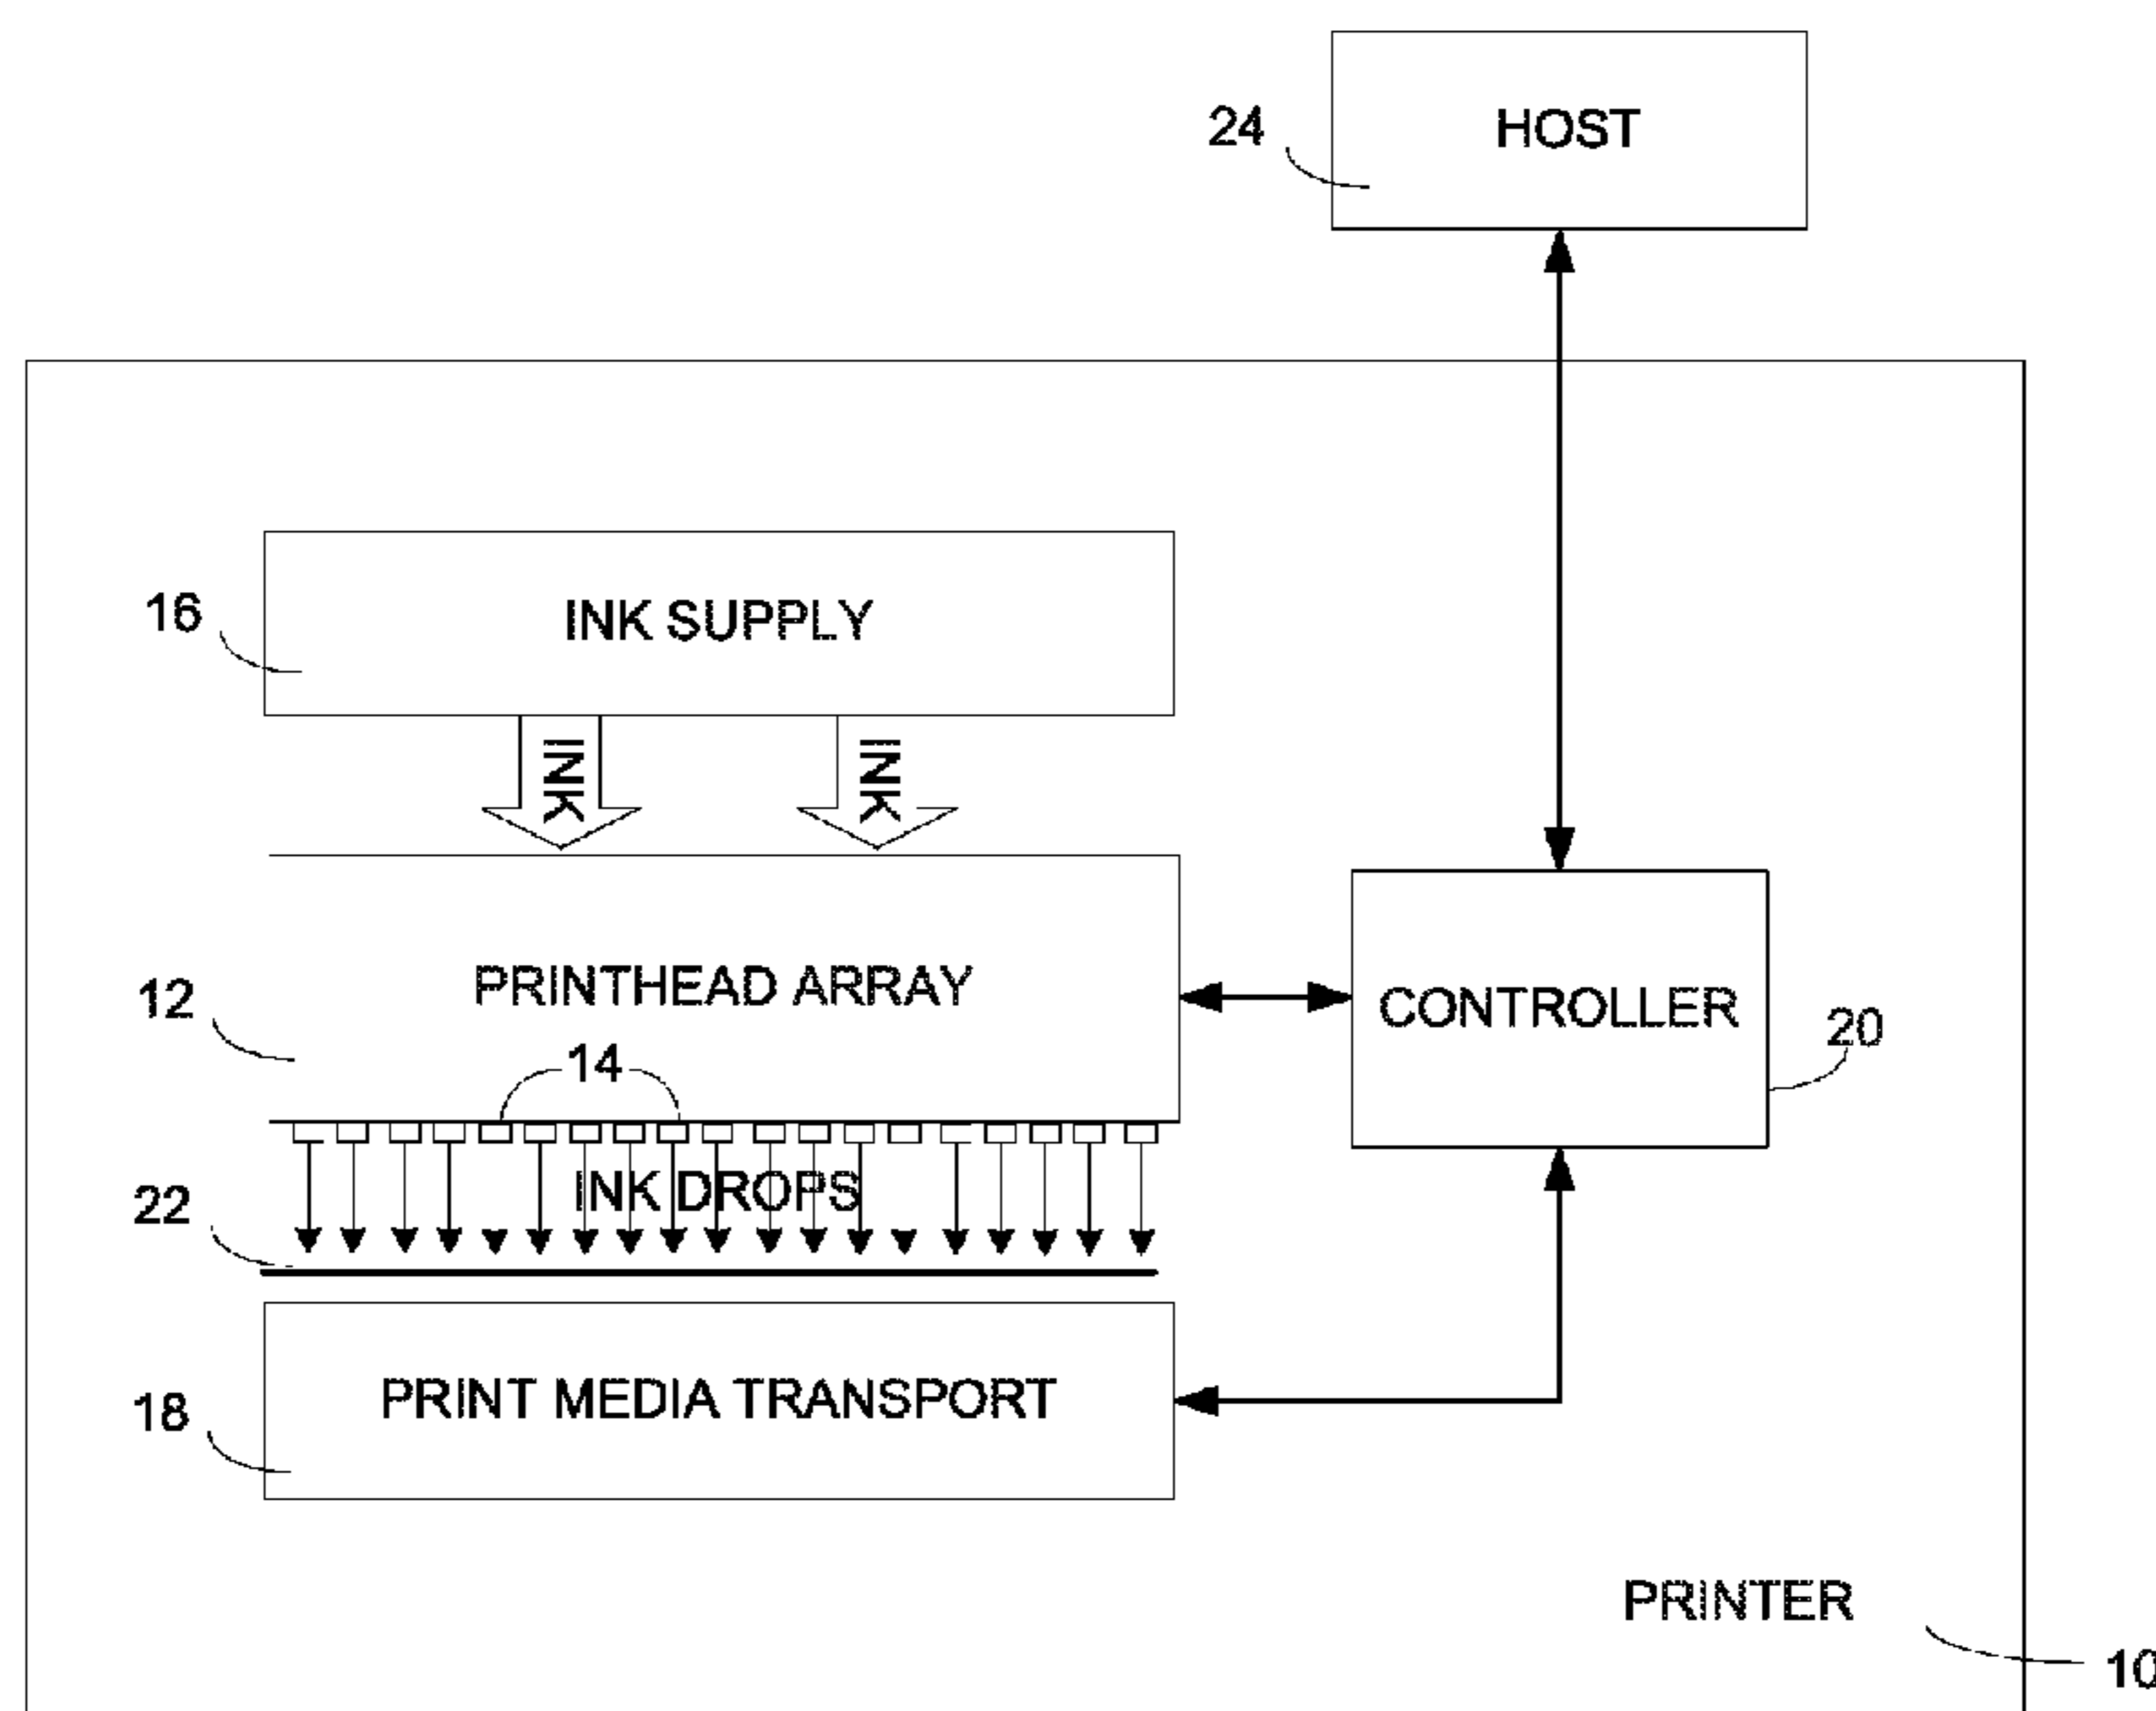 24
HOST
16
INK SUPPLY
INK
INK
12
PRINTHEAD ARRAY
CONTROLLER
20
14
INK DROPS
22
18
PRINT MEDIA TRANSPORT
PRINTER
10